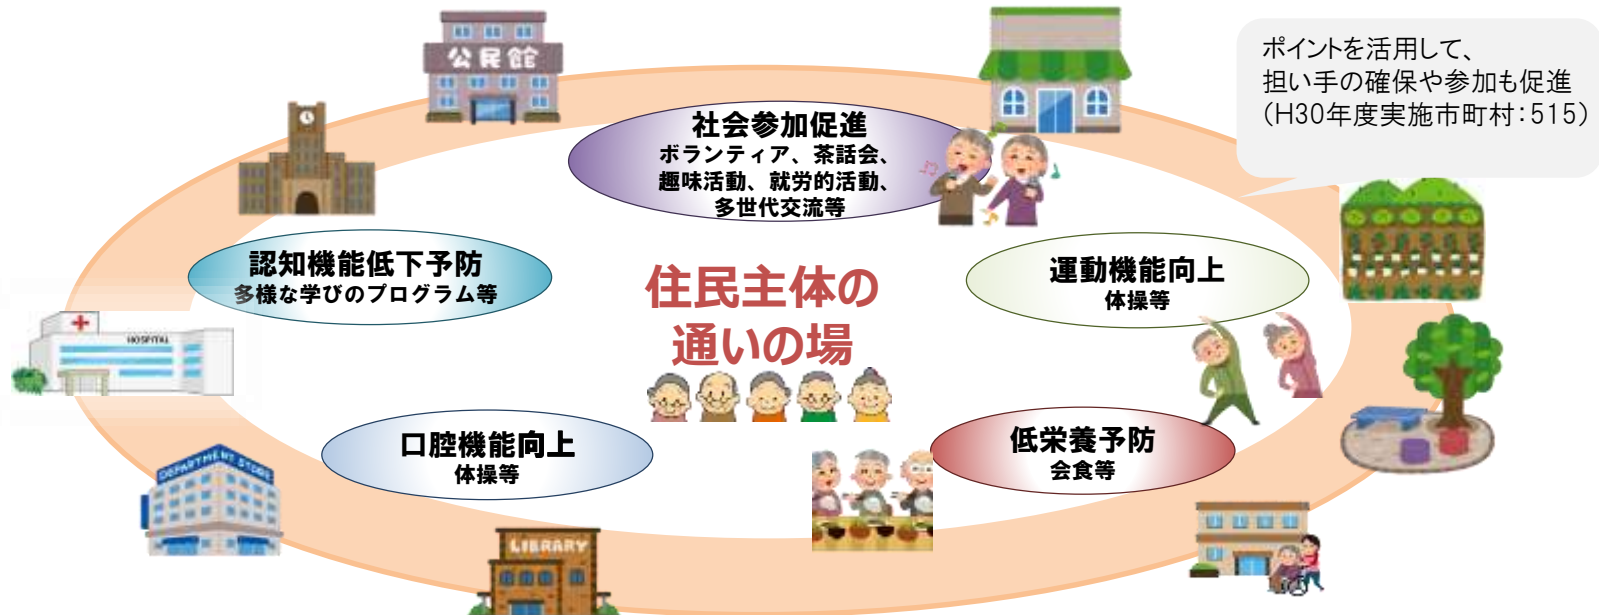 公民館
ポイントを活用して、
担い手の確保や参加も促進
（H30年度実施市町村：515）
社会参加促進
ボランティア、茶話会、
趣味活動、就労的活動、
多世代交流等
認知機能低下予防
多様な学びのプログラム等
運動機能向上
体操等
住民主体の
通いの場
HOSPITAL
口腔機能向上
体操等
低栄養予防
会食等
DEPARTMENT STORE
LIBRARY